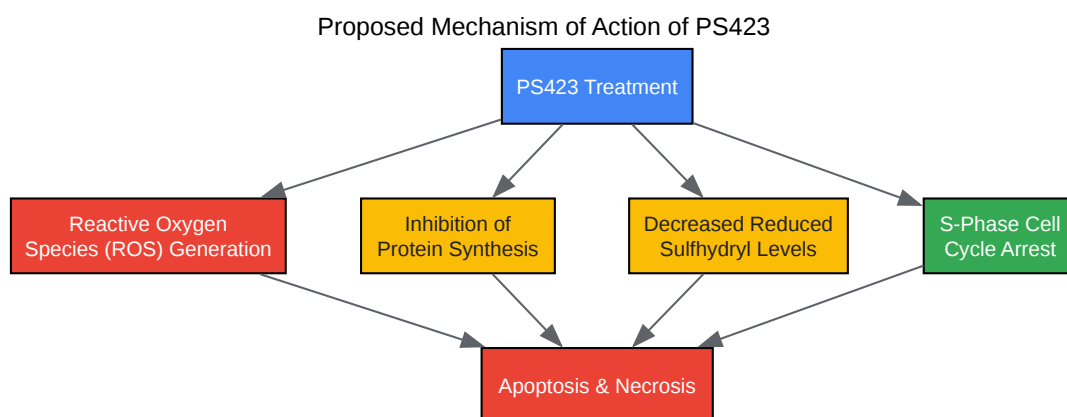 Proposed Mechanism of Action of PS423
PS423 Treatment
Reactive Oxygen
Species (ROS) Generation
Inhibition of
Protein Synthesis
Decreased Reduced
Sulfhydryl Levels
S-Phase Cell
Cycle Arrest
Apoptosis & Necrosis